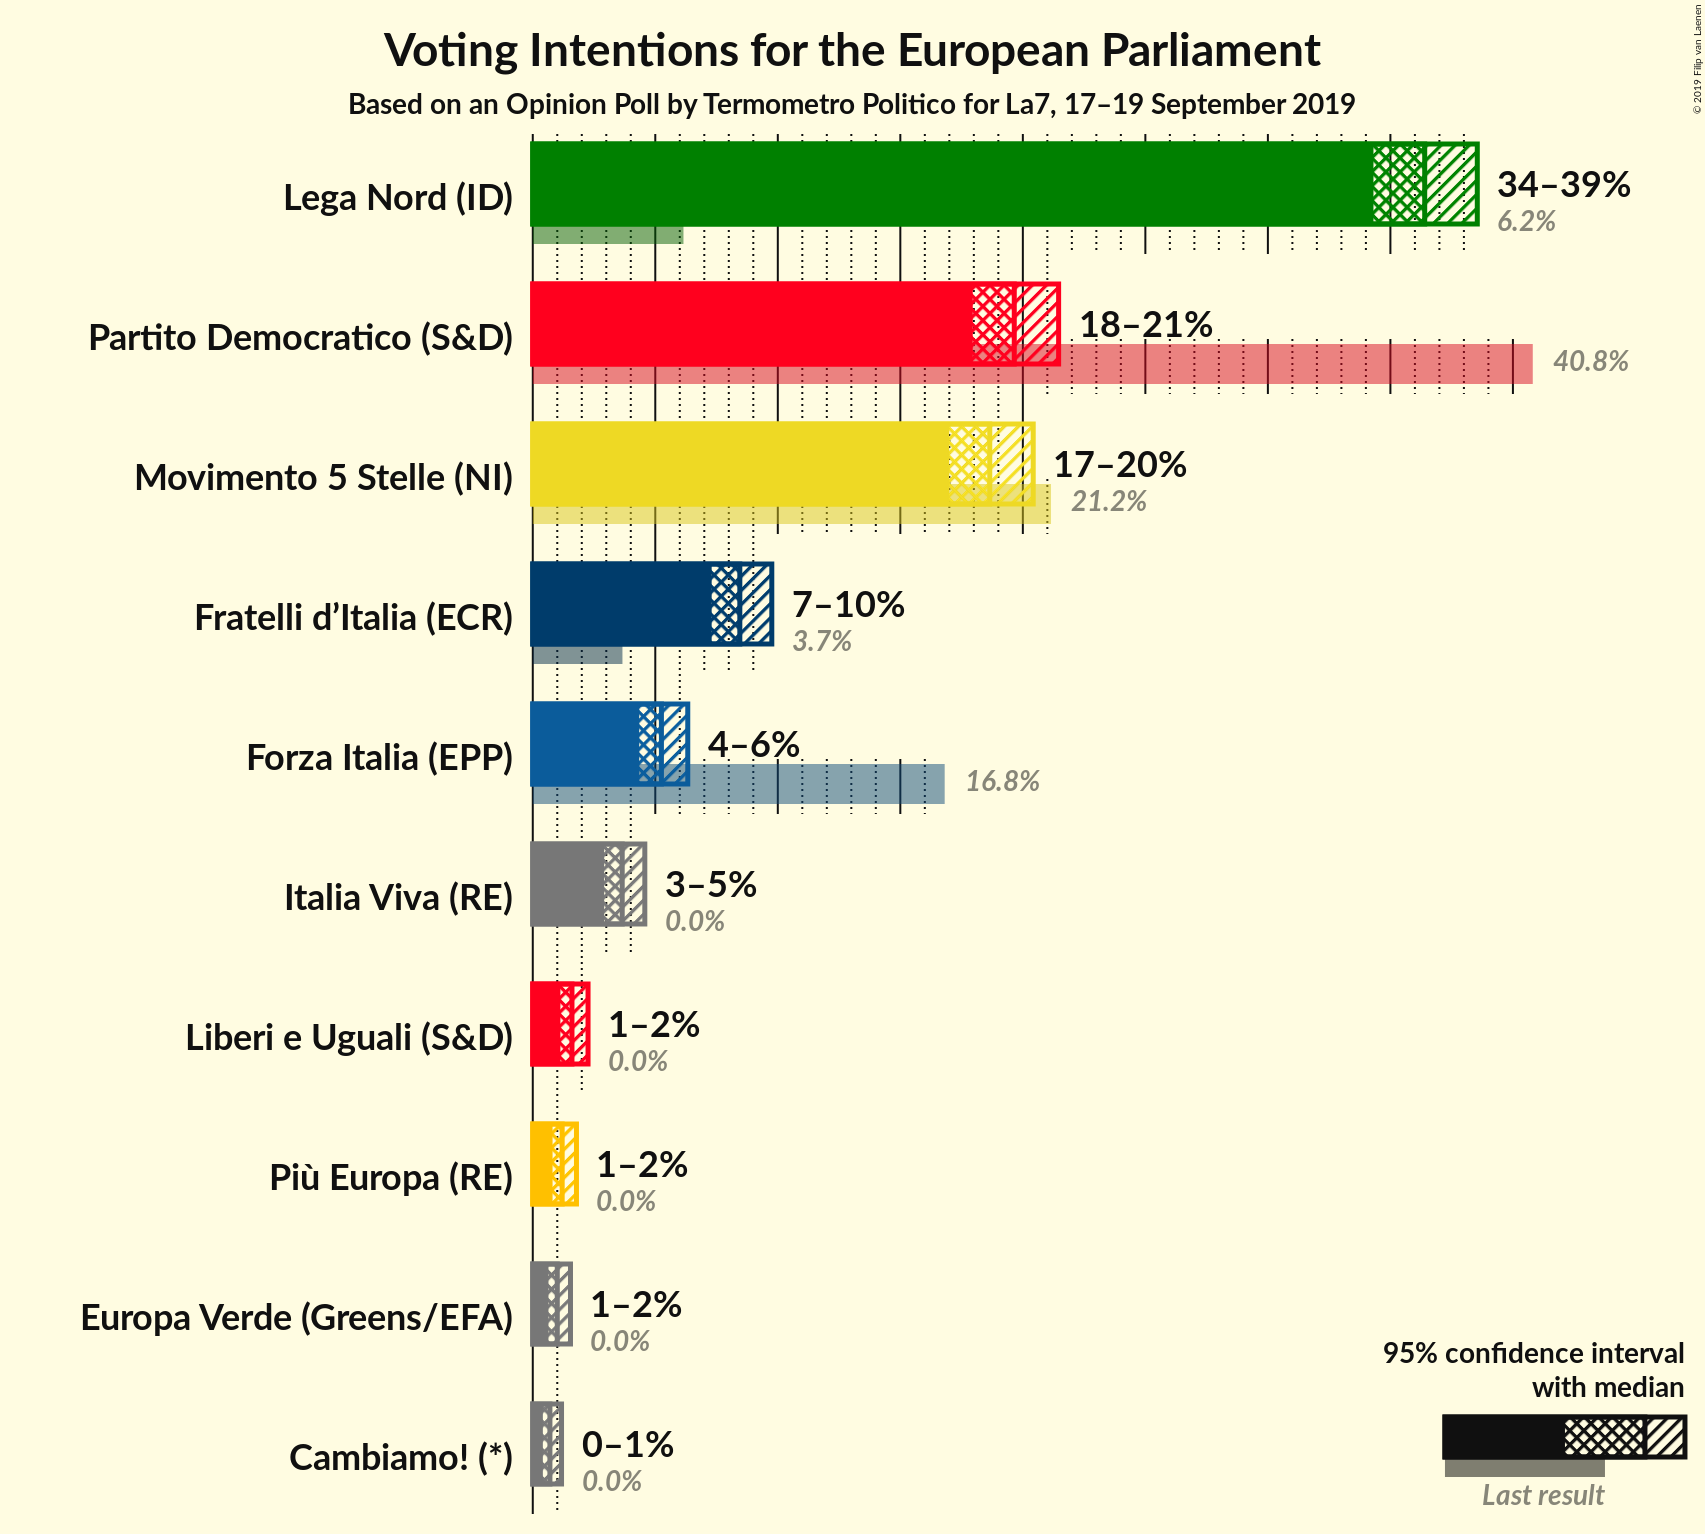 Voting Intentions for the European Parliament
Based on an Opinion Poll by Termometro Politico for La7, 17–19 September 2019
© 2019 Filip van Laenen
Lega Nord (ID)
34–39%
6.2%
Partito Democratico (S&D)
18–21%
40.8%
Movimento 5 Stelle (NI)
17–20%
21.2%
Fratelli d’Italia (ECR)
7–10%
3.7%
Forza Italia (EPP)
4–6%
16.8%
Italia Viva (RE)
3–5%
0.0%
Liberi e Uguali (S&D)
1–2%
0.0%
Più Europa (RE)
1–2%
0.0%
Europa Verde (Greens/EFA)
1–2%
0.0%
Cambiamo! (*)
0–1%
0.0%
95% confidence interval
with median
Last result